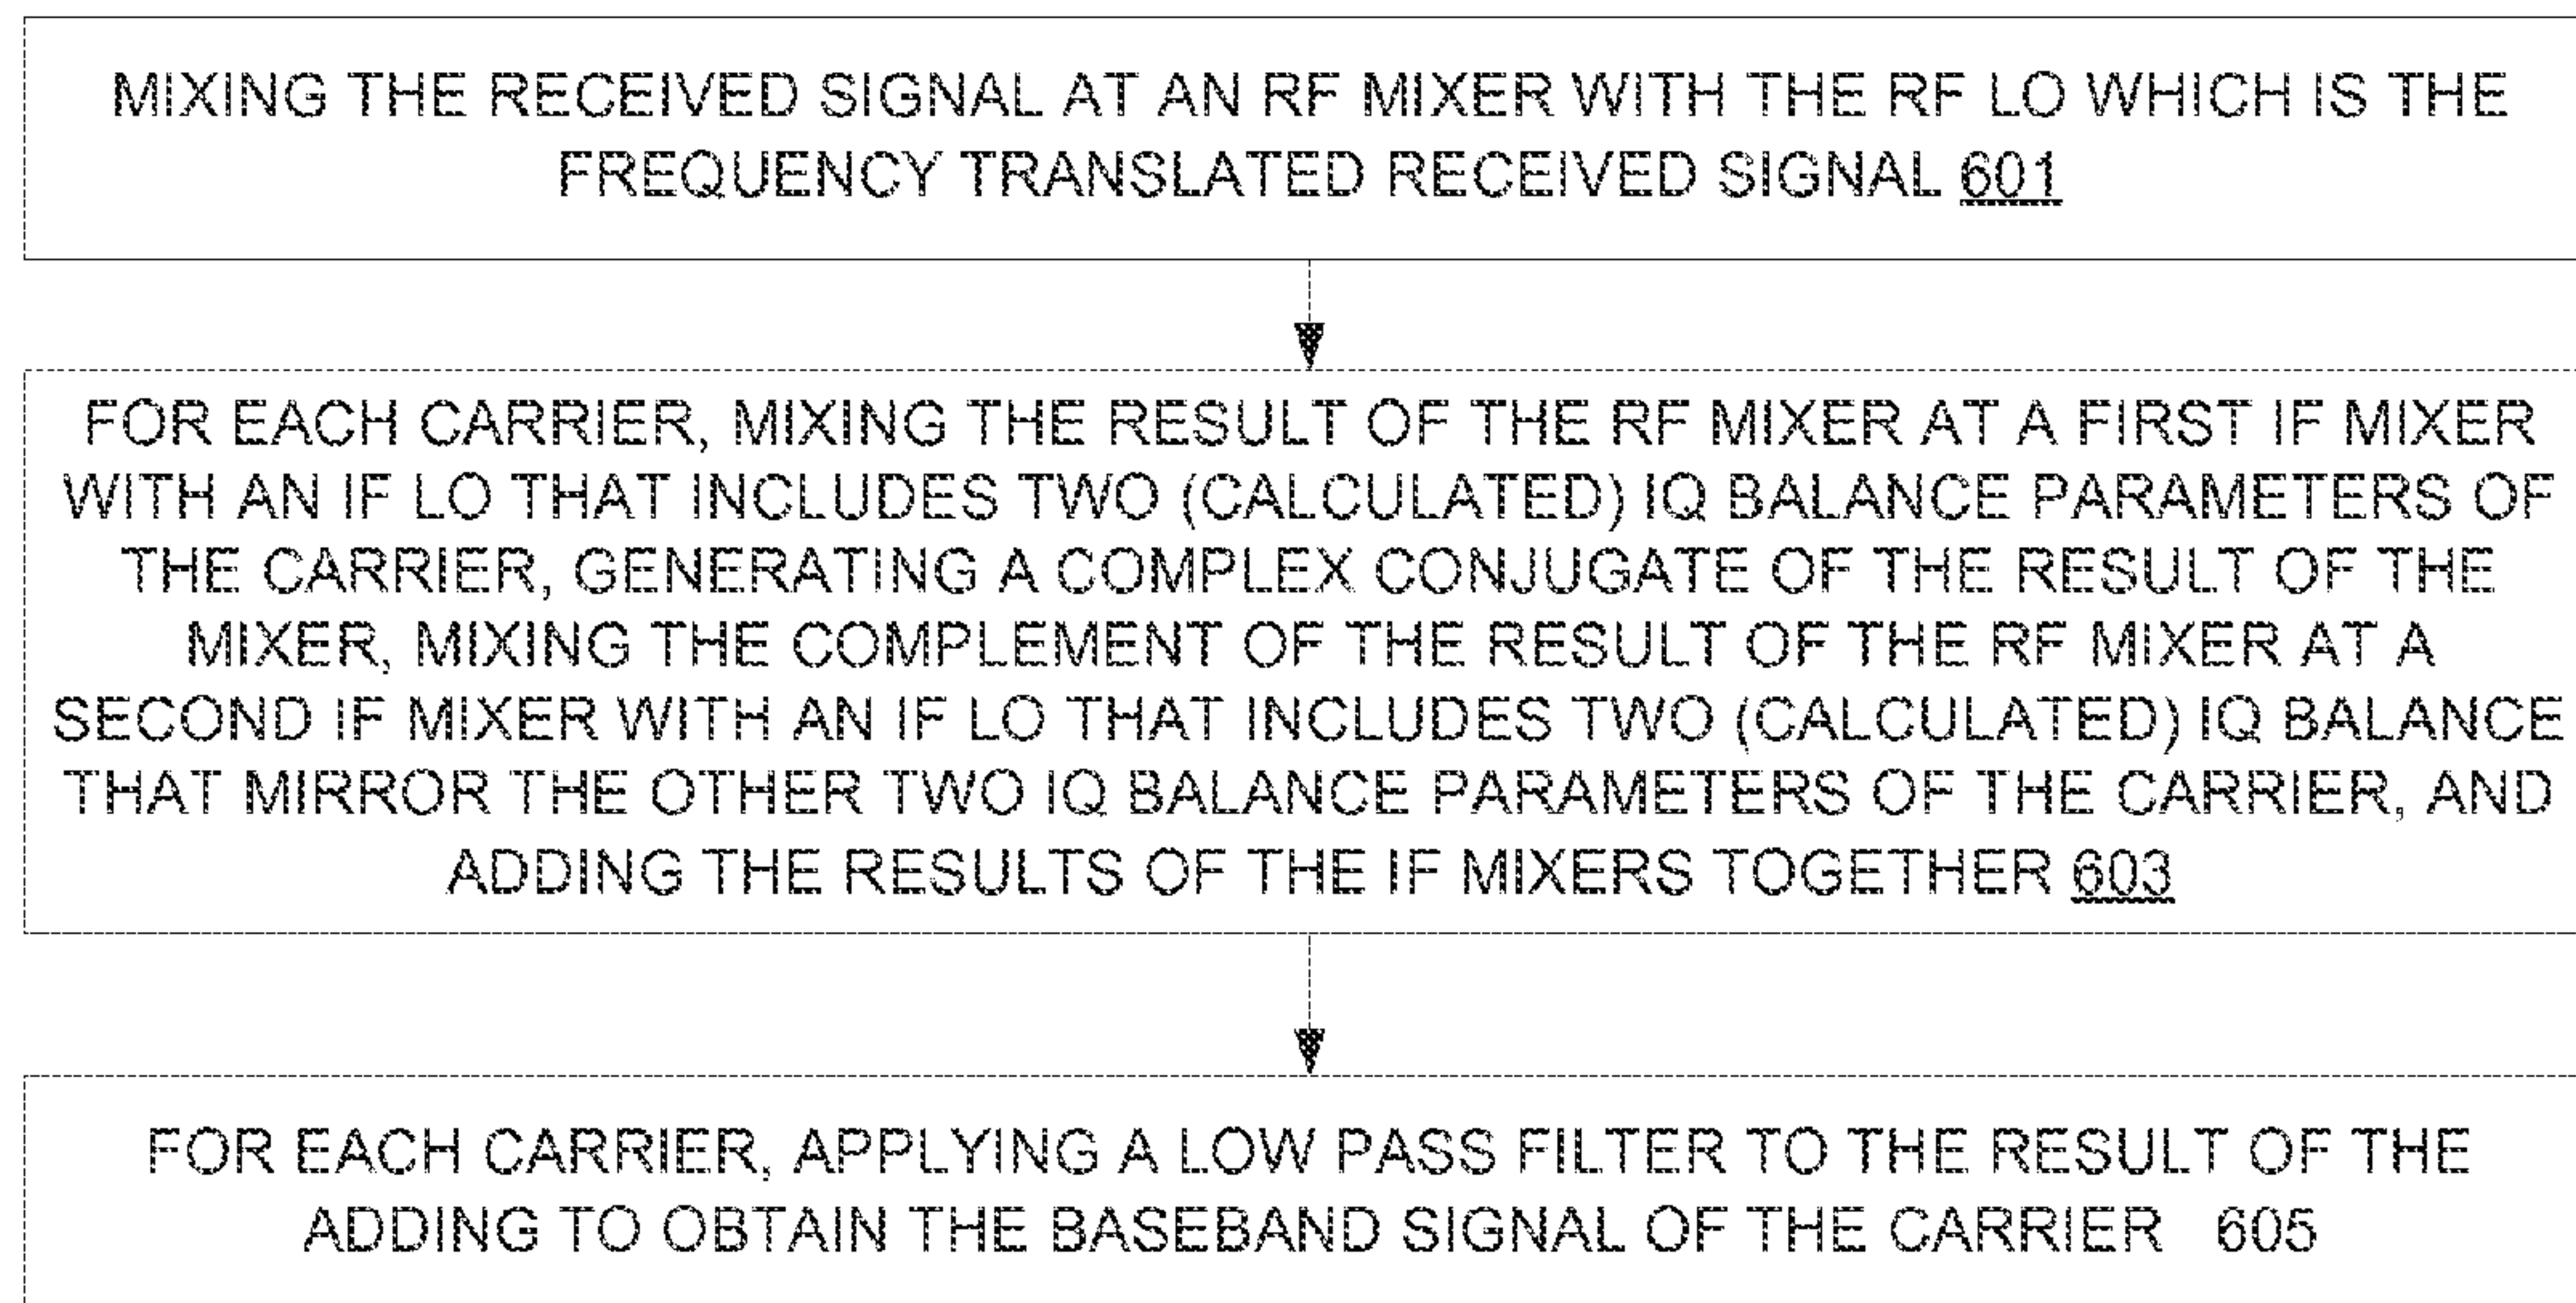 MIXING THE RECEIVED SIGNAL AT AN RF MIXER WITH THE RF LO WHICH IS THE
FREQUENCY TRANSLATED RECEIVED SIGNAL 601
FOR EACH CARRIER, MIXING THE RESULT OF THE RF MIXER AT A FIRST IF MIXER
WITH AN IF LO THAT INCLUDES TWO (CALCULATED) IQ BALANCE PARAMETERS OF
THE CARRIER, GENERATING A COMPLEX CONJUGATE OF THE RESULT OF THE
MIXER, MIXING THE COMPLEMENT OF THE RESULT OF THE RF MIXER AT A
SECOND IF MIXER WITH AN IF LO THAT INCLUDES TWO (CALCULATED) IQ BALANCE
THAT MIRROR THE OTHER TWO IQ BALANCE PARAMETERS OF THE CARRIER, AND
ADDING THE RESULTS OF THE IF MIXERS TOGETHER 603
FOR EACH CARRIER, APPLYING A LOW PASS FILTER TO THE RESULT OF THE
ADDING TO OBTAIN THE BASEBAND SIGNAL OF THE CARRIER 605